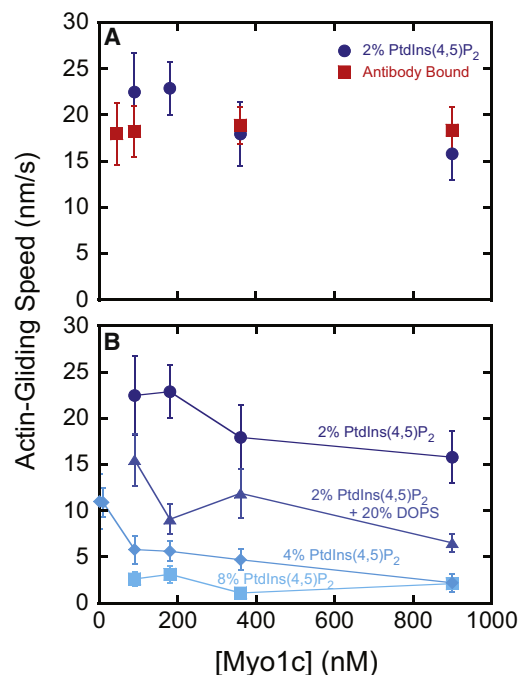 A
30
25
20
15
10
5
0
2% PtdIns(4,5)P₂
Antibody Bound
Actin-Gliding Speed (nm/s)
B
30
25
20
15
10
5
0
2% PtdIns(4,5)P₂
2% PtdIns(4,5)P₂
+ 20% DOPS
4% PtdIns(4,5)P₂
8% PtdIns(4,5)P₂
0 200 400 600 800 1000
[Myo1c] (nM)